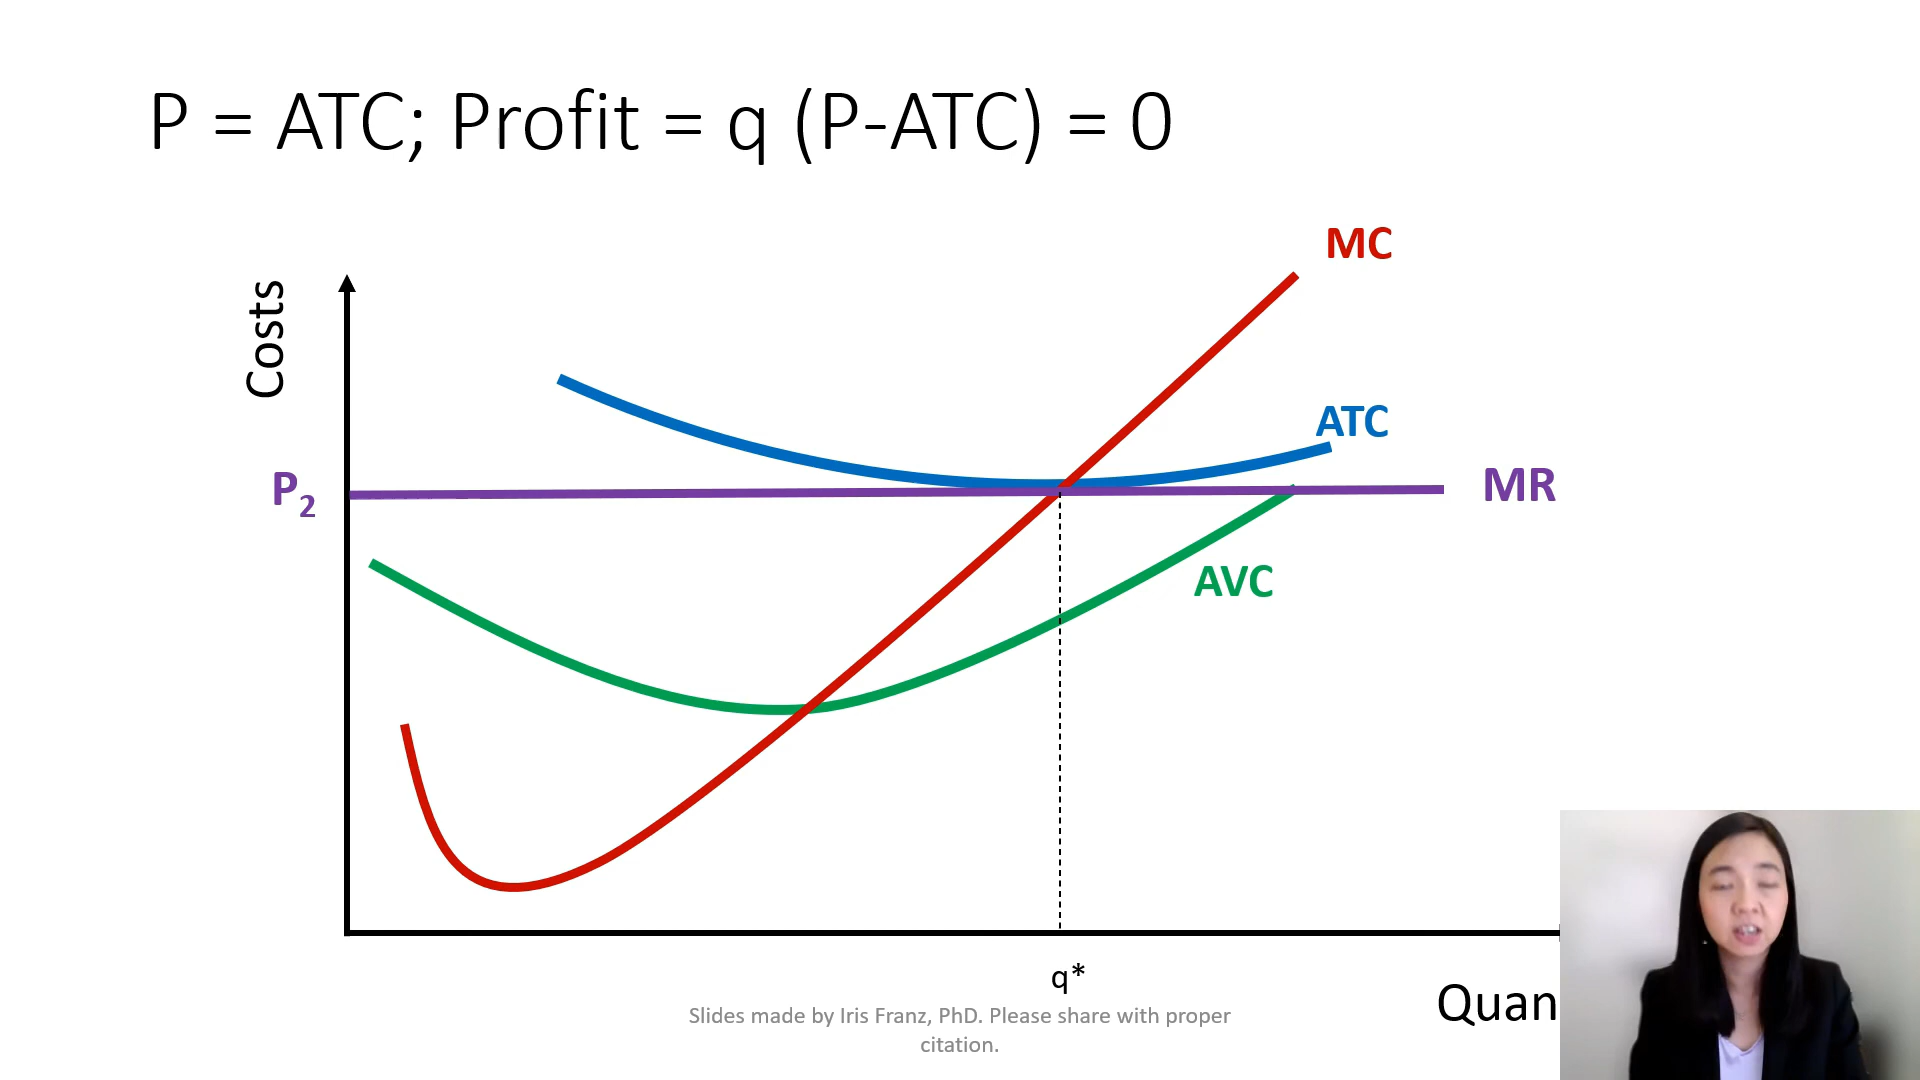 P = ATC; Profit = q (P-ATC) = 0
MC
Costs
ATC
P2
MR
AVC
q*
Quan
Slides made by Iris Franz, PhD. Please share with proper
citation.